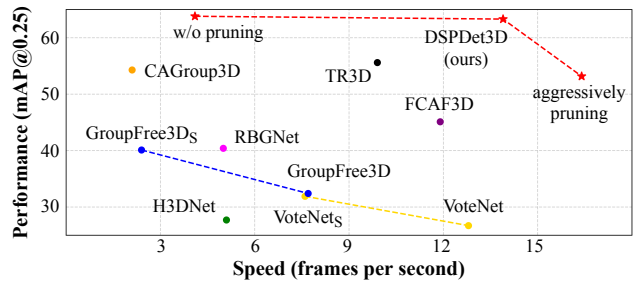 Performance (mAP@0.25)
60
50
40
30
w/o pruning
DSPDet3D
(ours)
CAGroup3D
TR3D
aggressively
pruning
FCAF3D
GroupFree3DS
RBGNet
GroupFree3D
H3DNet
VoteNetS
VoteNet
3
6
9
12
15
Speed (frames per second)